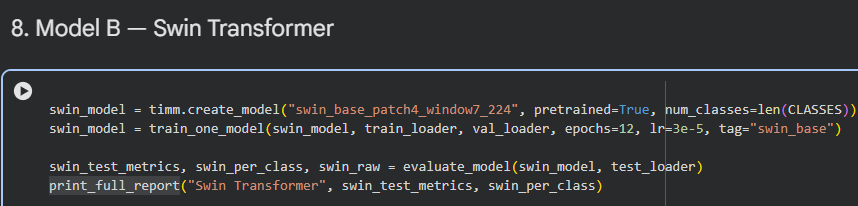 8. Model B — Swin Transformer
swin_model = timm.create_model("swin_base_patch4_window7_224", pretrained=True, num_classes=len(CLASSES))
swin_model = train_one_model(swin_model, train_loader, val_loader, epochs=12, lr=3e-5, tag="swin_base")
swin_test_metrics, swin_per_class, swin_raw = evaluate_model(swin_model, test_loader)
print_full_report("Swin Transformer", swin_test_metrics, swin_per_class)